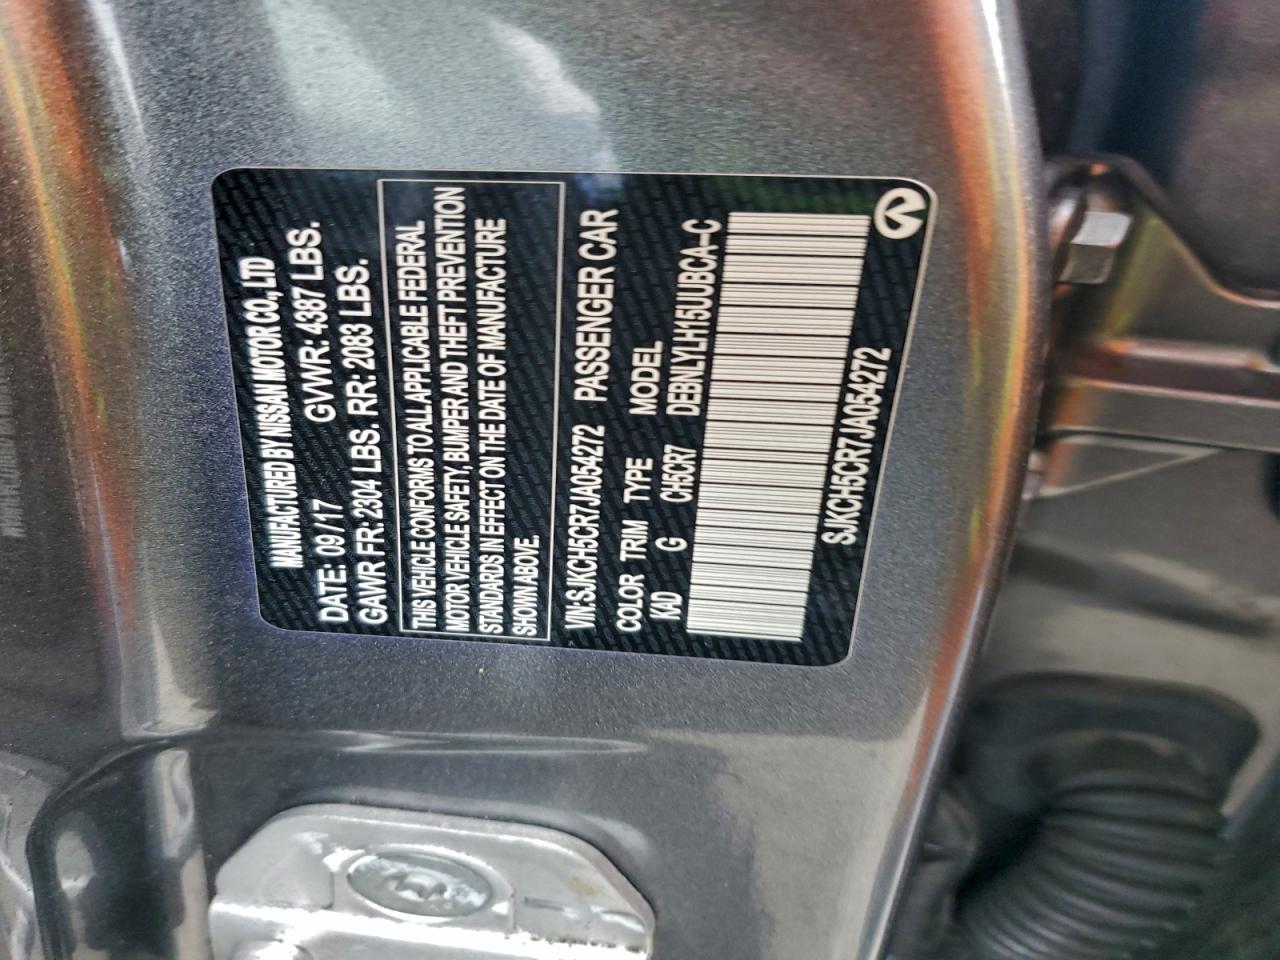 MANUFACTURED BY NISSAN MOTOR CO., LTD
DATE: 09/17 GVWR: 4387 LBS.
GAWR FR: 2304 LBS. RR: 2083 LBS.
THIS VEHICLE CONFORMS TO ALL APPLICABLE FEDERAL
MOTOR VEHICLE SAFETY, BUMPER AND THEFT PREVENTION
STANDARDS IN EFFECT ON THE DATE OF MANUFACTURE
SHOWN ABOVE.
VIN: SJKCH5CR7JA054272 PASSENGER CAR
COLOR TRIM TYPE MODEL
KAD G CH5CR7 DEBNLYLH15UUBCA-C
SJKCH5CR7JA054272